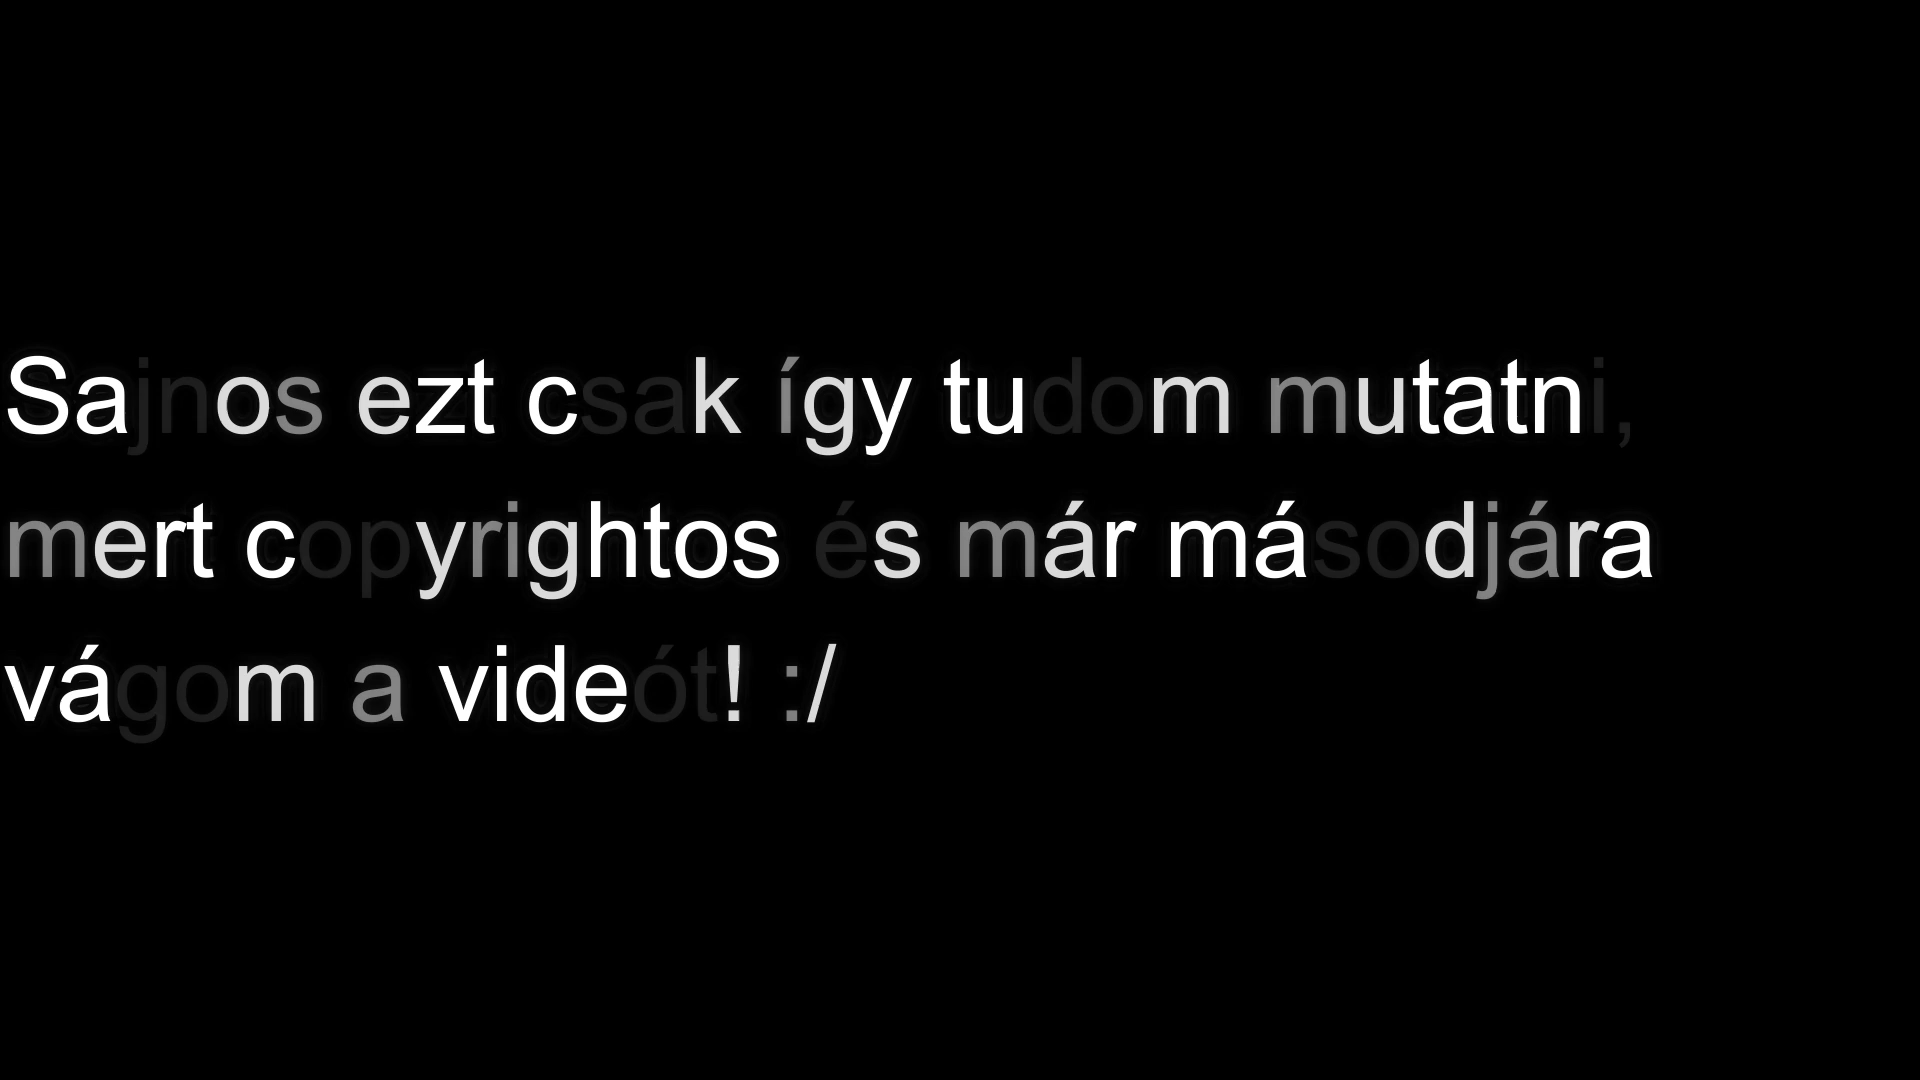 Sajnos ezt csak így tudom mutatni,
mert copyrightos és már másodjára
vágom a videót! :/